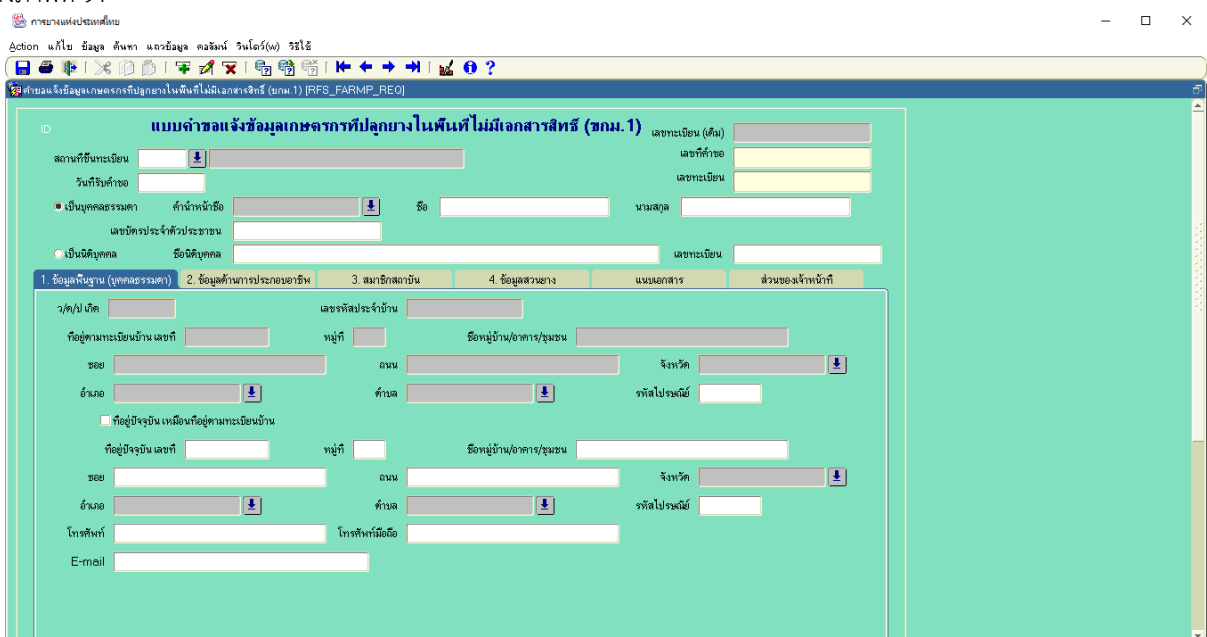 การยางแห่งประเทศไทย
Action แก้ไข ข้อมูล ค้นหา แถวข้อมูล คอลัมน์ วินโดว์(w) วิธีใช้
คำขอแจ้งข้อมูลเกษตรกรที่ปลูกยางในพื้นที่ไม่มีเอกสารสิทธิ์ (ขกม.1) [RFS_FARMP_REQ]
ID แบบคำขอแจ้งข้อมูลเกษตรกรที่ปลูกยางในพื้นที่ไม่มีเอกสารสิทธิ์ (ขกม.1) เลขทะเบียน (เดิม)
สถานที่ขึ้นทะเบียน เลขที่คำขอ
วันที่รับคำขอ เลขทะเบียน
เป็นบุคคลธรรมดา คำนำหน้าชื่อ ชื่อ นามสกุล
เลขบัตรประจำตัวประชาชน
เป็นนิติบุคคล ชื่อนิติบุคคล เลขทะเบียน
1. ข้อมูลพื้นฐาน (บุคคลธรรมดา) 2. ข้อมูลด้านการประกอบอาชีพ 3. สมาชิกสถาบัน 4. ข้อมูลสวนยาง แนบเอกสาร ส่วนของเจ้าหน้าที่
ว/ด/ป เกิด เลขรหัสประจำบ้าน
ที่อยู่ตามทะเบียนบ้าน เลขที่ หมู่ที่ ชื่อหมู่บ้าน/อาคาร/ชุมชน
ซอย ถนน จังหวัด
อำเภอ ตำบล รหัสไปรษณีย์
ที่อยู่ปัจจุบัน เหมือนที่อยู่ตามทะเบียนบ้าน
ที่อยู่ปัจจุบัน เลขที่ หมู่ที่ ชื่อหมู่บ้าน/อาคาร/ชุมชน
ซอย ถนน จังหวัด
อำเภอ ตำบล รหัสไปรษณีย์
โทรศัพท์ โทรศัพท์มือถือ
E-mail